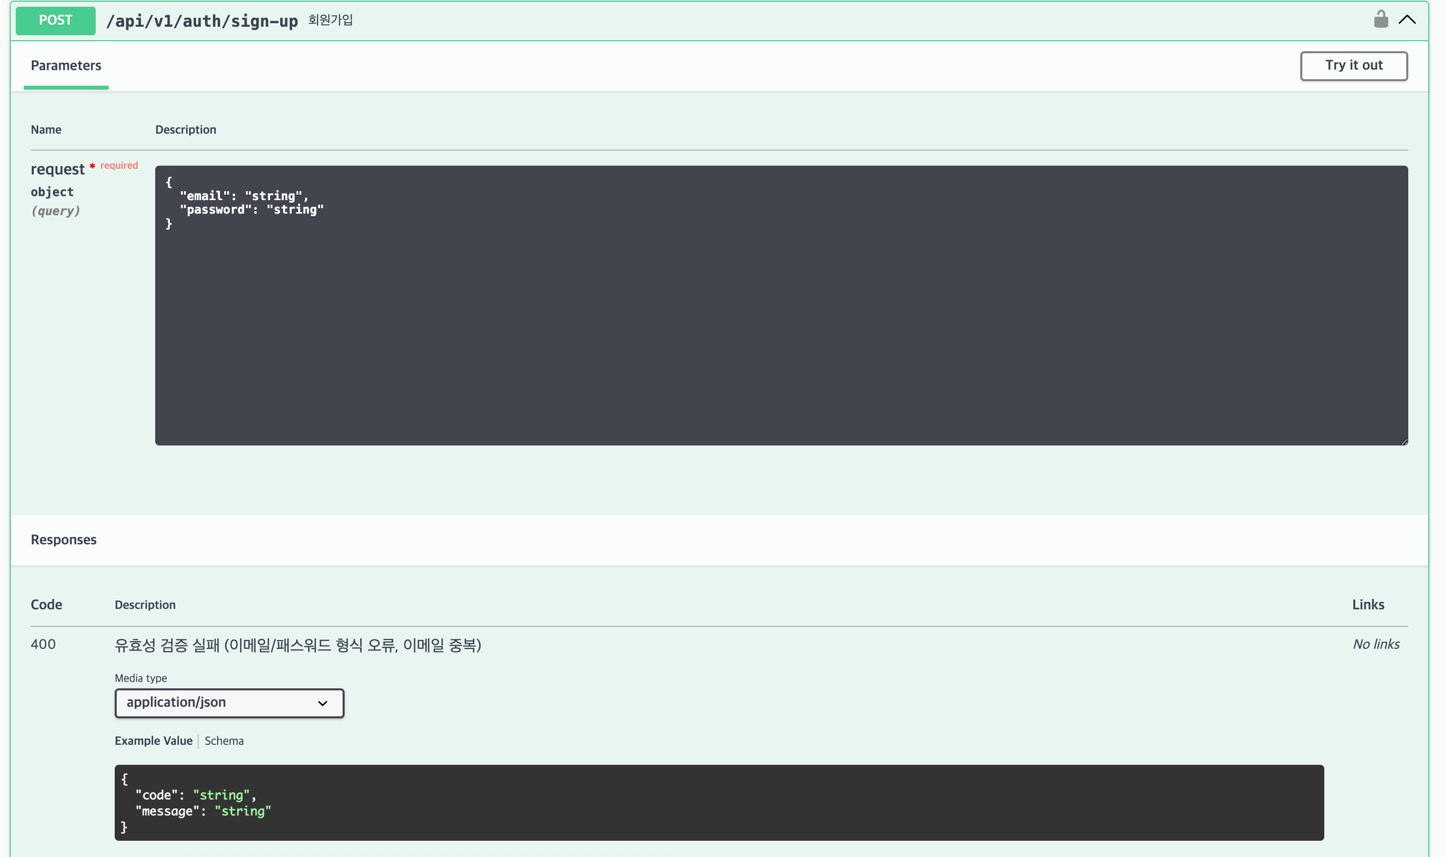 POST /api/v1/auth/sign-up 회원가입
Parameters Try it out
Name Description
request * required
object
(query)
{
"email": "string",
"password": "string"
}
Responses
Code Description Links
400 유효성 검증 실패 (이메일/패스워드 형식 오류, 이메일 중복) No links
Media type
application/json
Example Value Schema
{
"code": "string",
"message": "string"
}